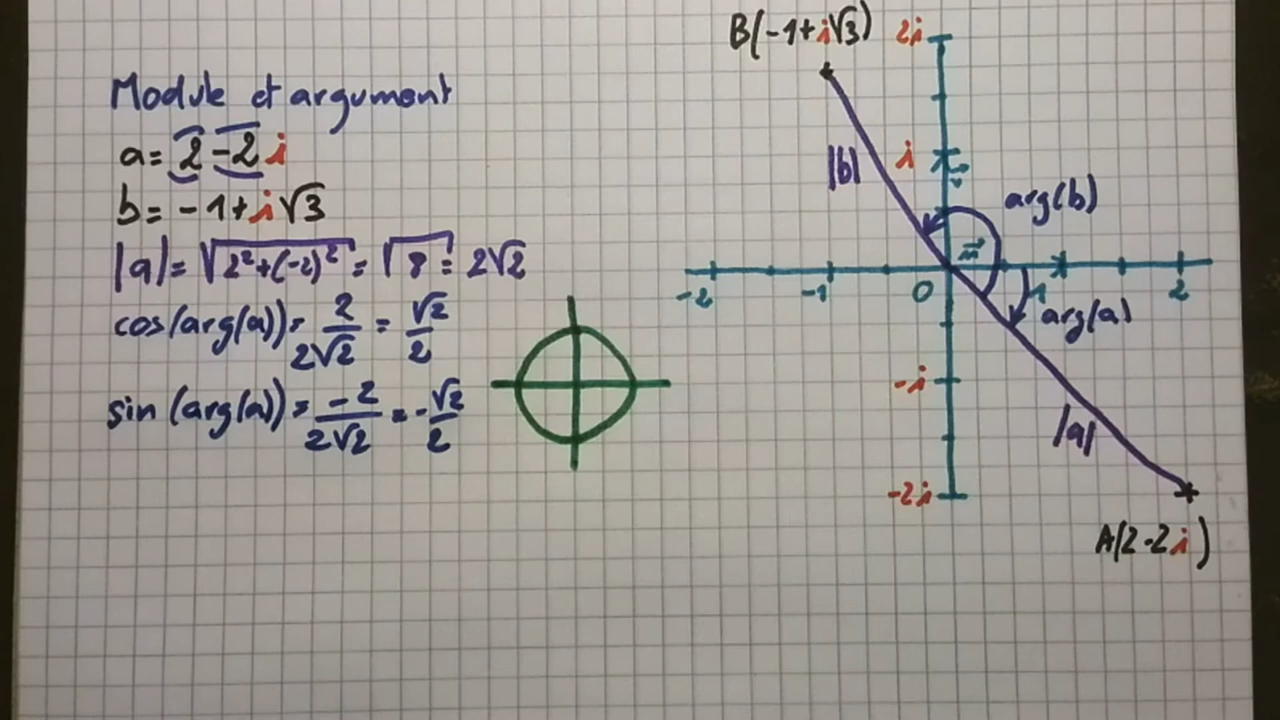 Module et argument
a = 2 - 2i
b = -1 + i√3
|a| = √(2² + (-2)²) = √8 = 2√2
cos(arg(a)) = 2/2√2 = √2/2
sin(arg(a)) = -2/2√2 = -√2/2
B(-1+i√3)
2i
|b|
i
v
arg(b)
u
-2
-1
0
1
2
arg(a)
-i
|a|
-2i
A(2-2i)